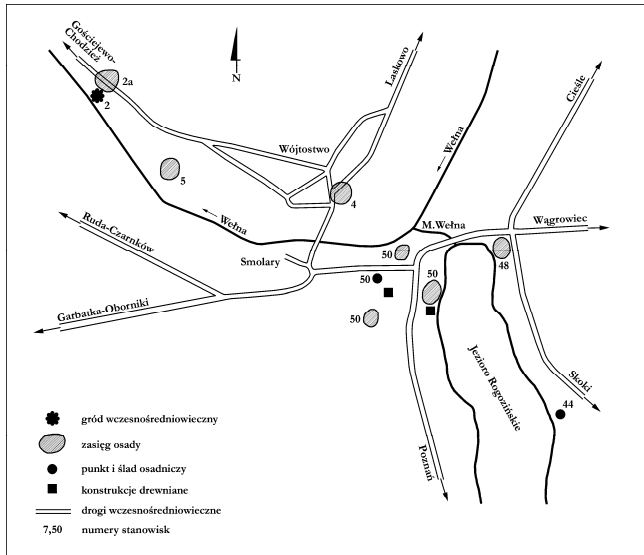 Gościejewo-
Chodzież
2a
2
N
Laskowo
Cieśle
Wójtostwo
Wełna
5
4
Wełna
Ruda-Czarnków
M.Wełna
Wągrowiec
Smolary
50
48
50
50
50
Garbatka-Oborniki
Jezioro Rogozińskie
Skoki
44
Poznań
gród wczesnośredniowieczny
zasięg osady
punkt i ślad osadniczy
konstrukcje drewniane
drogi wczesnośredniowieczne
7,50 numery stanowisk